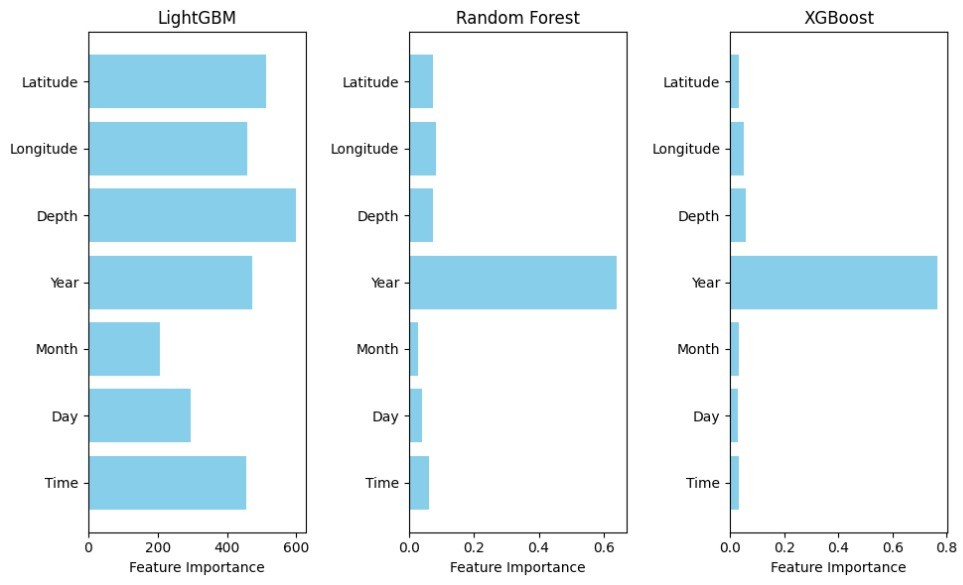 LightGBM
Latitude
Longitude
Depth
Year
Month
Day
Time
0 200 400 600
Feature Importance
Random Forest
Latitude
Longitude
Depth
Year
Month
Day
Time
0.0 0.2 0.4 0.6
Feature Importance
XGBoost
Latitude
Longitude
Depth
Year
Month
Day
Time
0.0 0.2 0.4 0.6 0.8
Feature Importance